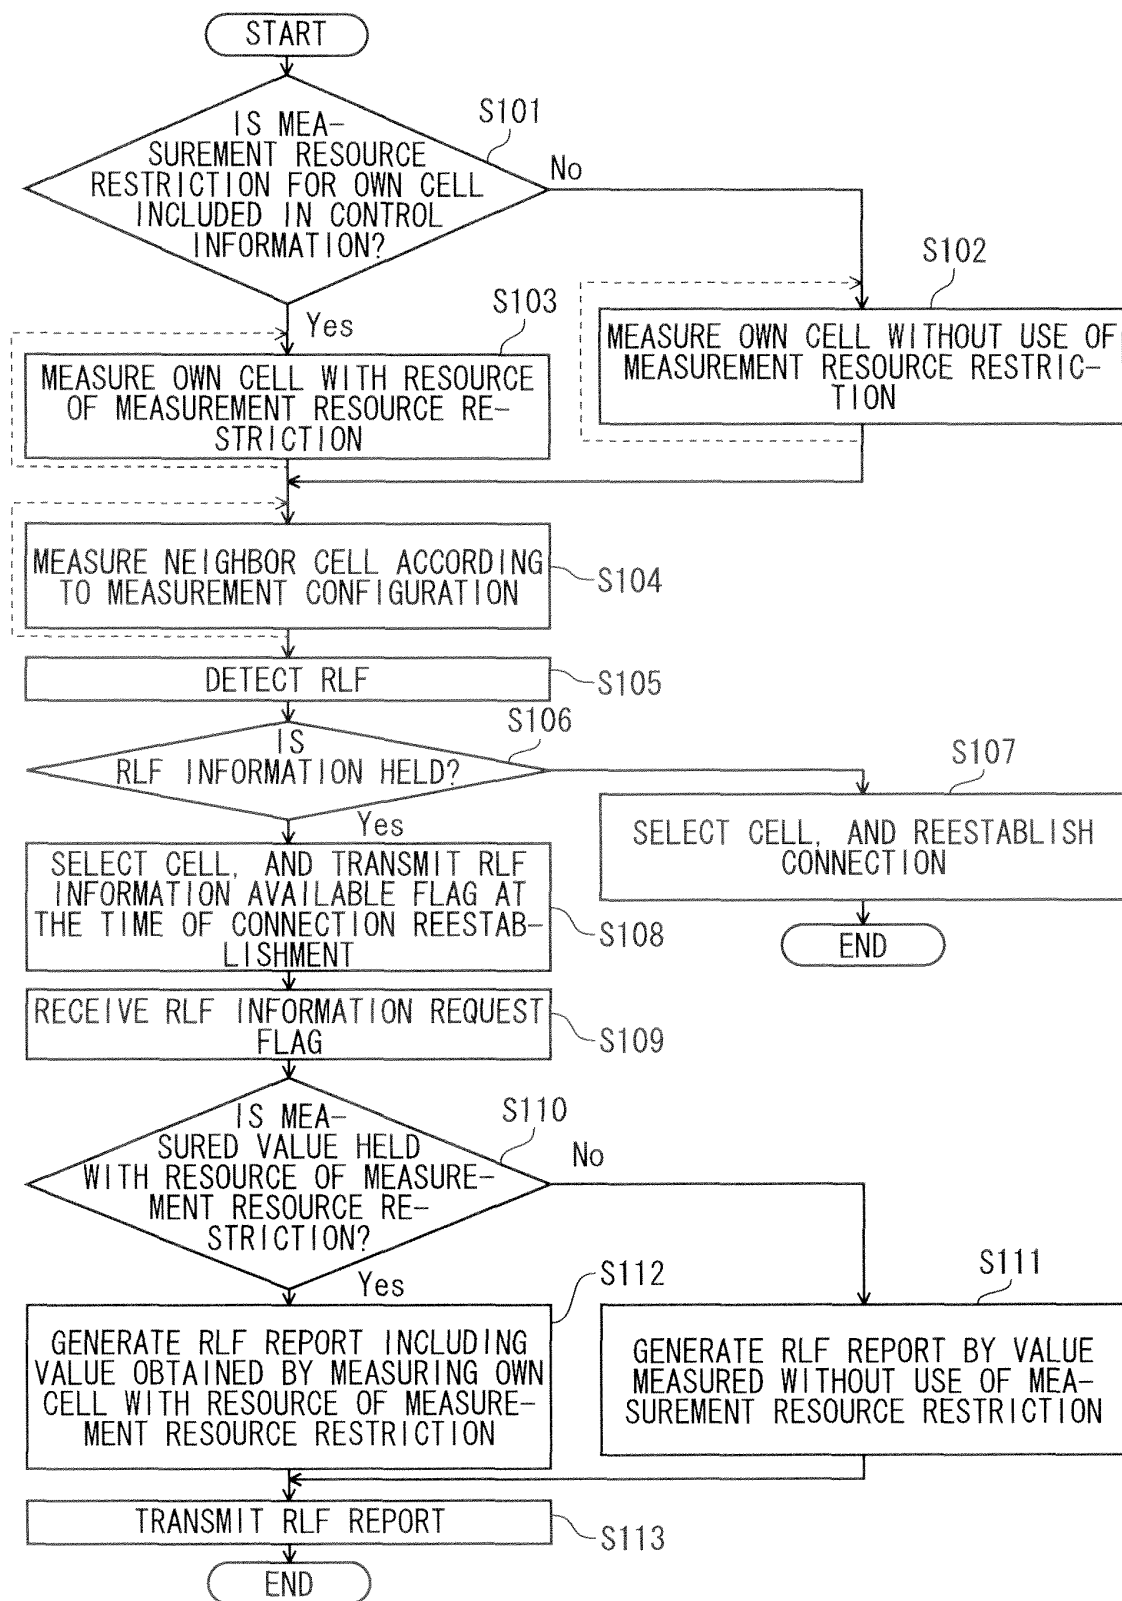 START
S101
IS MEA-
SUREMENT RESOURCE
RESTRICTION FOR OWN CELL
INCLUDED IN CONTROL
INFORMATION?
No
Yes
S102
MEASURE OWN CELL WITHOUT USE OF
MEASUREMENT RESOURCE RESTRIC-
TION
S103
MEASURE OWN CELL WITH RESOURCE
OF MEASUREMENT RESOURCE RE-
STRICTION
MEASURE NEIGHBOR CELL ACCORDING
TO MEASUREMENT CONFIGURATION
S104
DETECT RLF
S105
S106
IS
RLF INFORMATION HELD?
Yes
S107
SELECT CELL, AND REESTABLISH
CONNECTION
END
SELECT CELL, AND TRANSMIT RLF
INFORMATION AVAILABLE FLAG AT
THE TIME OF CONNECTION REESTAB-
LISHMENT
S108
RECEIVE RLF INFORMATION REQUEST
FLAG
S109
S110
IS MEA-
SURED VALUE HELD
WITH RESOURCE OF MEASURE-
MENT RESOURCE RE-
STRICTION?
No
Yes
S111
GENERATE RLF REPORT BY VALUE
MEASURED WITHOUT USE OF MEA-
SUREMENT RESOURCE RESTRICTION
S112
GENERATE RLF REPORT INCLUDING
VALUE OBTAINED BY MEASURING OWN
CELL WITH RESOURCE OF MEASURE-
MENT RESOURCE RESTRICTION
TRANSMIT RLF REPORT
S113
END